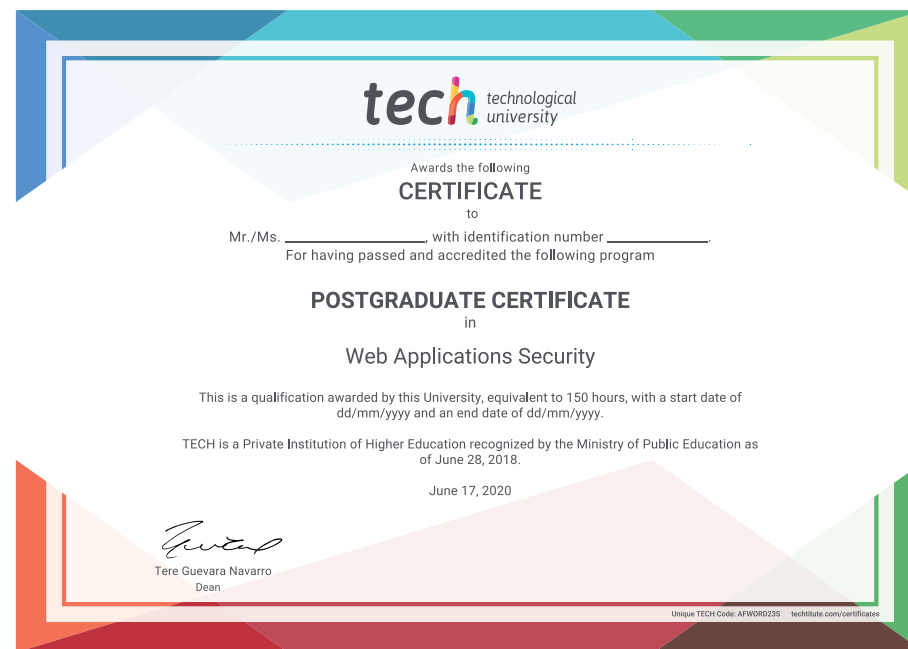 tech technological
university
Awards the following
CERTIFICATE
to
Mr./Ms. ____________________, with identification number ______________.
For having passed and accredited the following program
POSTGRADUATE CERTIFICATE
in
Web Applications Security
This is a qualification awarded by this University, equivalent to 150 hours, with a start date of
dd/mm/yyyy and an end date of dd/mm/yyyy.
TECH is a Private Institution of Higher Education recognized by the Ministry of Public Education as
of June 28, 2018.
June 17, 2020
Tere Guevara Navarro
Dean
Unique TECH Code: AFWORD23S techtitute.com/certificates